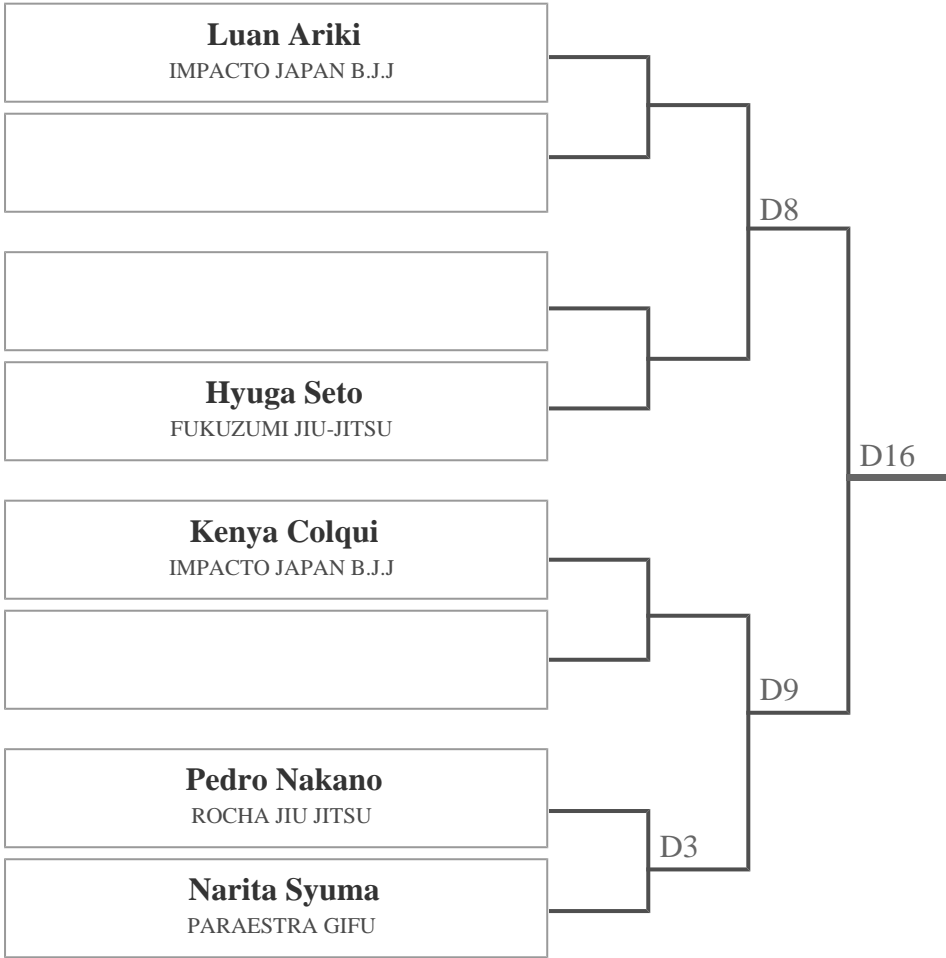 Luan Ariki
IMPACTO JAPAN B.J.J
D8
Hyuga Seto
FUKUZUMI JIU-JITSU
D16
Kenya Colqui
IMPACTO JAPAN B.J.J
D9
Pedro Nakano
ROCHA JIU JITSU
D3
Narita Syuma
PARAESTRA GIFU